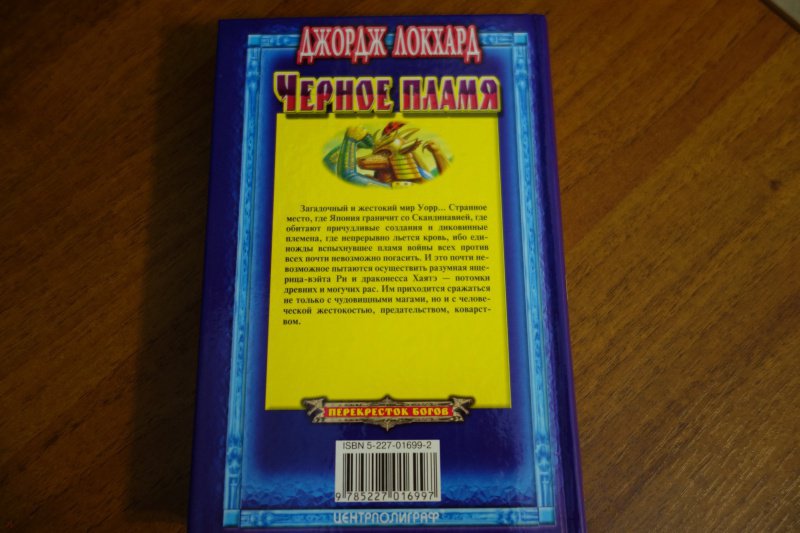 ДЖОРДЖ ЛОКХАРД
ЧЕРНОЕ ПЛАМЯ
Загадочный и жестокий мир Уорр... Странное
место, где Япония граничит со Скандинавией, где
обитают причудливые создания и диковинные
племена, где непрерывно льется кровь, ибо еди-
ножды вспыхнувшее пламя войны всех против
всех почти невозможно погасить. И это почти не-
возможное пытаются осуществить разумная яще-
рица-вэйта Ри и драконесса Хаятэ — потомки
древних и могучих рас. Им приходится сражаться
не только с чудовищными магами, но и с челове-
ческой жестокостью, предательством, коварст-
вом.
ПЕРЕКРЕСТОК БОГОВ
ISBN 5-227-01699-2
9 785227 016997
ЦЕНТРПОЛИГРАФ